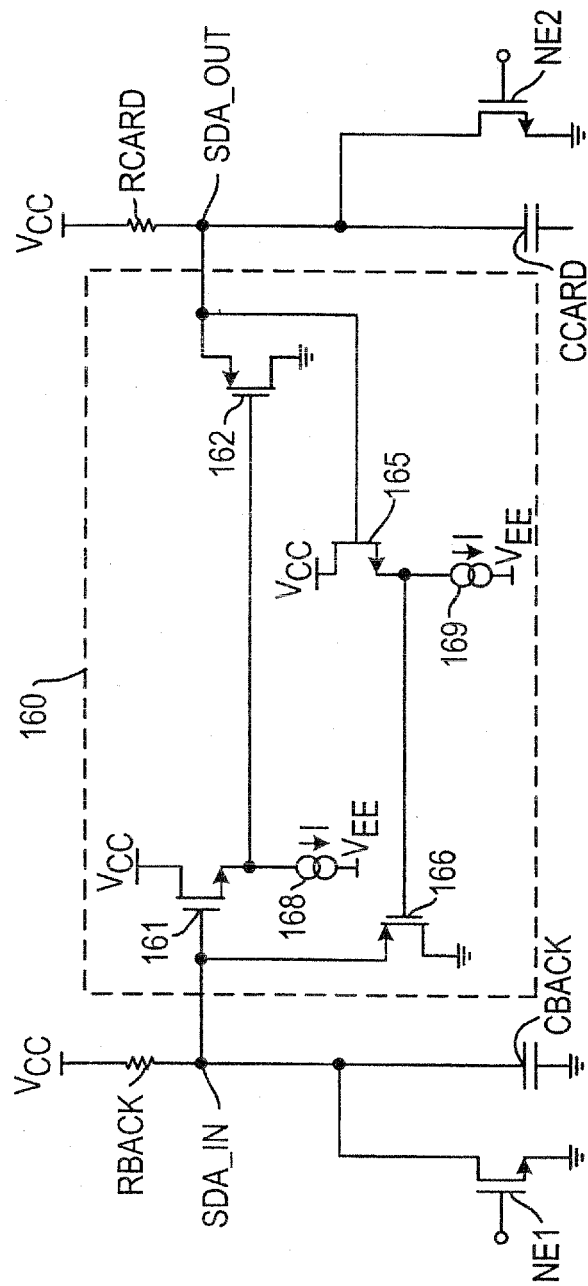 160
VCC
RBACK
SDA_IN
NE1
CBACK
VCC
161
168
I
VEE
166
162
VCC
165
169
I
VEE
VCC
RCARD
SDA_OUT
CCARD
NE2